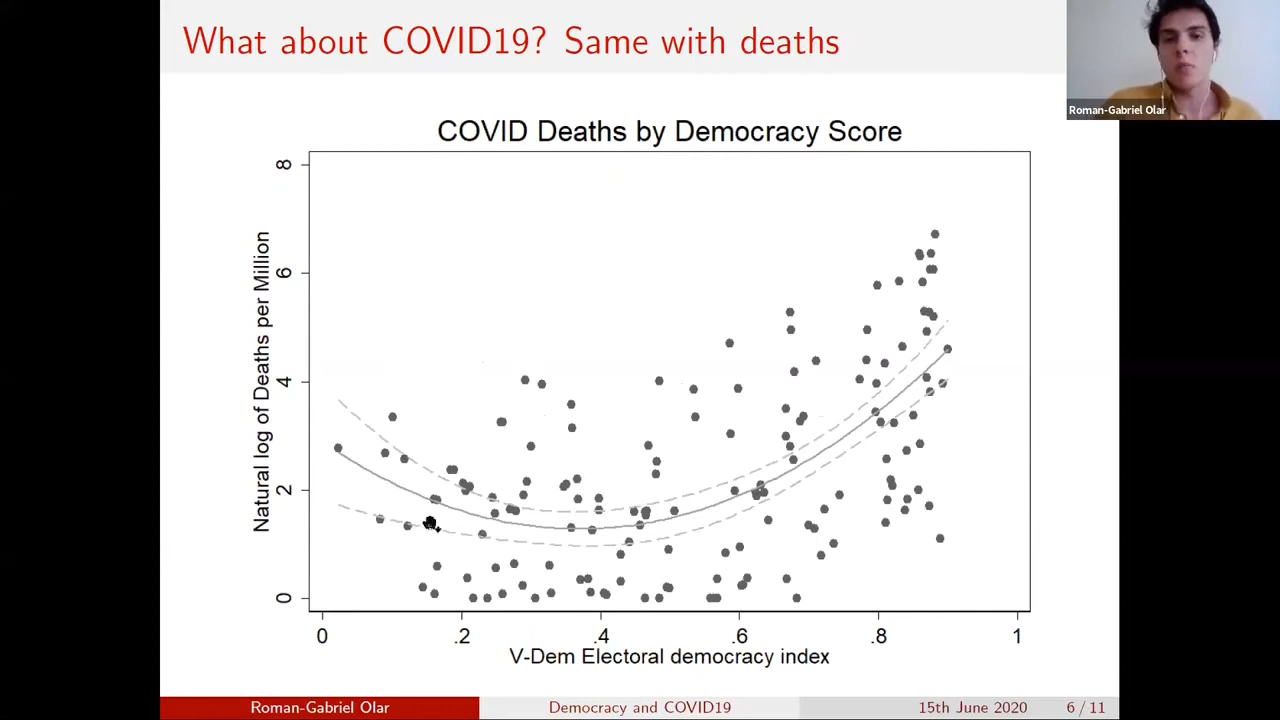 What about COVID19? Same with deaths
Roman-Gabriel Olar
COVID Deaths by Democracy Score
Natural log of Deaths per Million
8
6
4
2
0
0
.2
.4
.6
.8
1
V-Dem Electoral democracy index
Roman-Gabriel Olar
Democracy and COVID19
15th June 2020
6 / 11